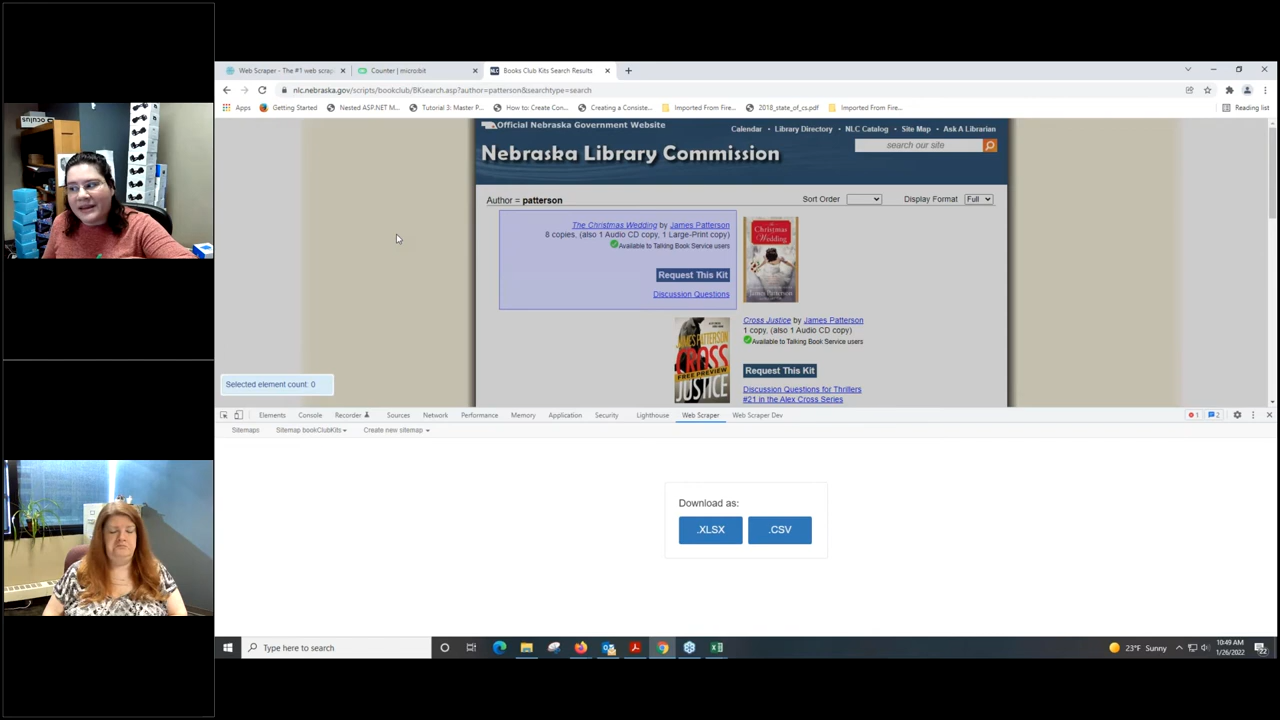 Web Scraper - The #1 web scrap
Counter | micro:bit
Books Club Kits Search Results
nlc.nebraska.gov/scripts/bookclub/BKsearch.asp?author=patterson&searchtype=search
Apps
Getting Started
Nested ASP.NET M...
Tutorial 3: Master P...
How to: Create Con...
Creating a Consiste...
Imported From Fire...
2018_state_of_cs.pdf
Imported From Fire...
Reading list
Official Nebraska Government Website
Calendar • Library Directory • NLC Catalog • Site Map • Ask A Librarian
Nebraska Library Commission
search our site
Author = patterson
Sort Order
Display Format Full
The Christmas Wedding by James Patterson
8 copies. (also 1 Audio CD copy, 1 Large-Print copy)
Available to Talking Book Service users
Request This Kit
Discussion Questions
Cross Justice by James Patterson
1 copy, (also 1 Audio CD copy)
Available to Talking Book Service users
Request This Kit
Discussion Questions for Thrillers
#21 in the Alex Cross Series
CROSS
JUSTICE
FREE PREVIEW
Selected element count: 0
Elements Console Recorder Sources Network Performance Memory Application Security Lighthouse Web Scraper Web Scraper Dev
1 2
Sitemaps Sitemap bookClubKits Create new sitemap
Download as:
.XLSX .CSV
Type here to search
23°F Sunny
10:49 AM
1/26/2022
22
oculus